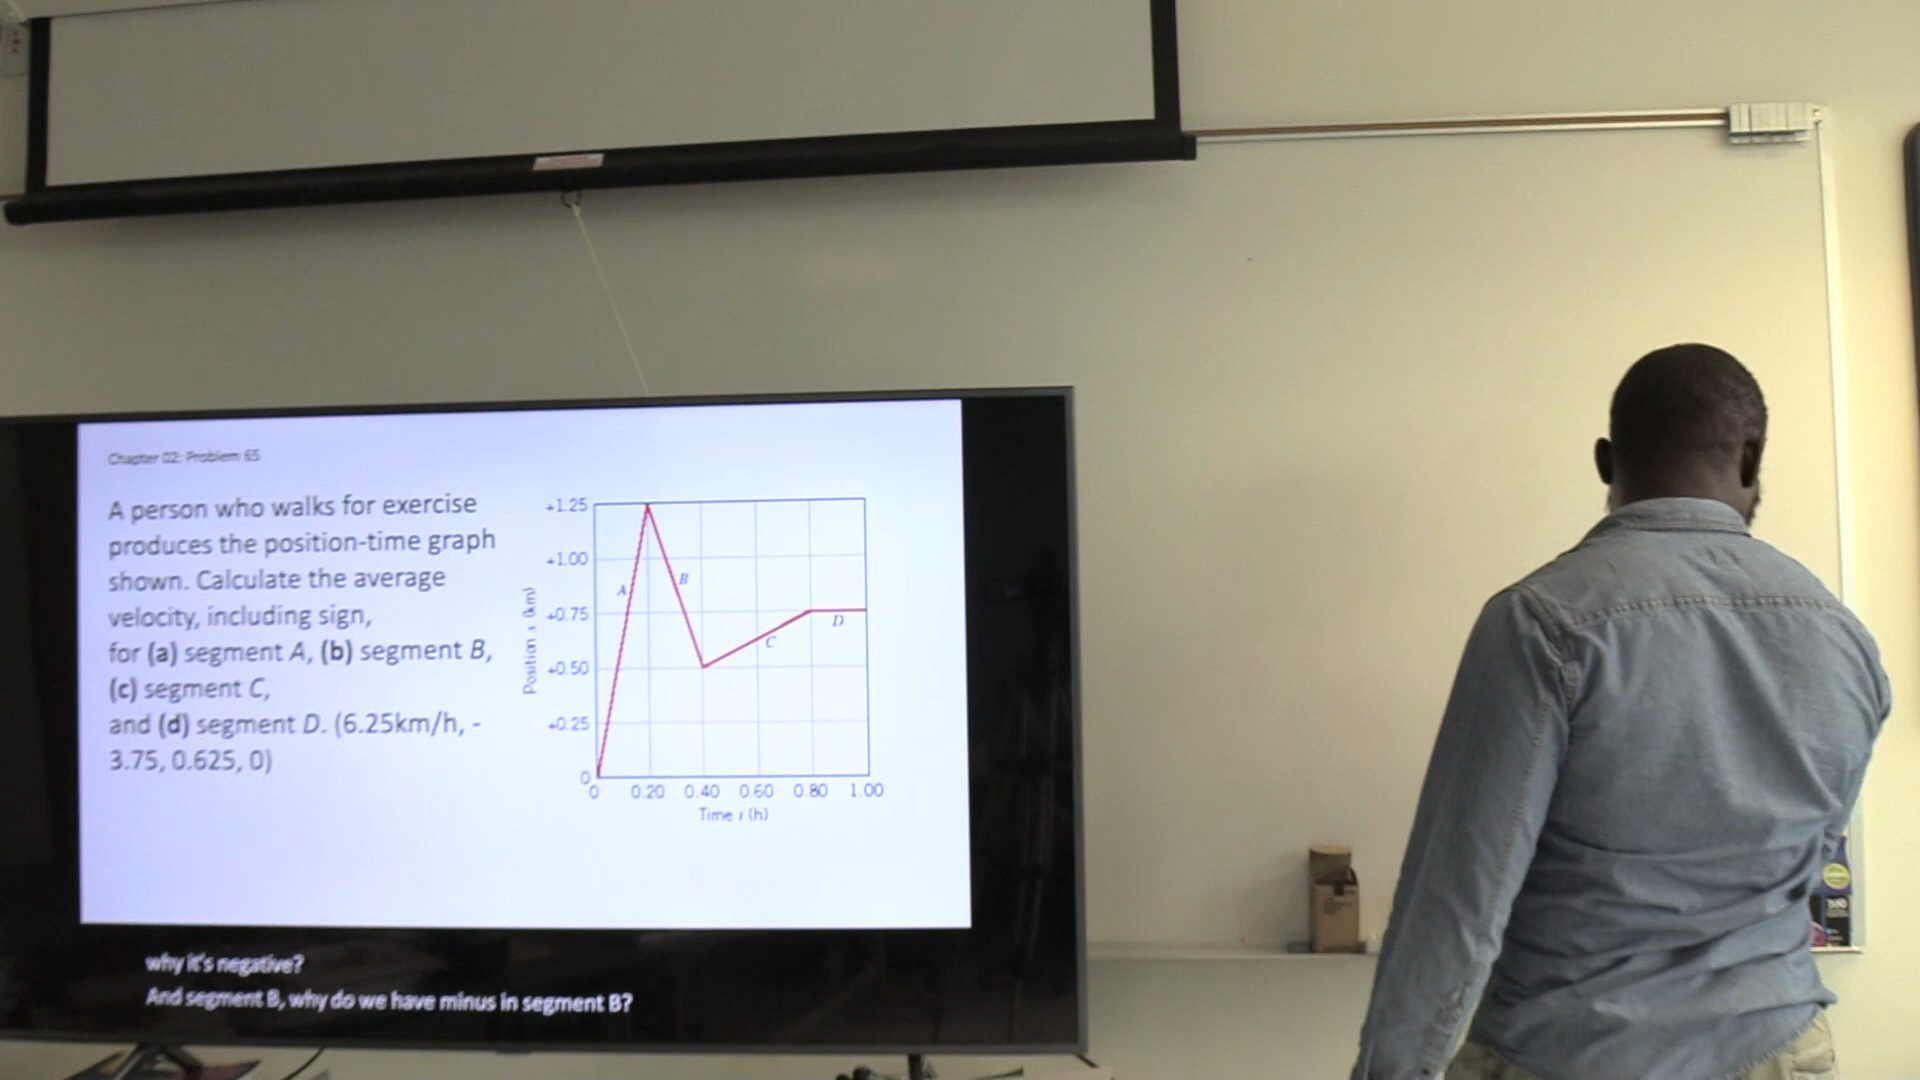 Chapter 02: Problem 65
A person who walks for exercise
produces the position-time graph
shown. Calculate the average
velocity, including sign,
for (a) segment A, (b) segment B,
(c) segment C,
and (d) segment D. (6.25km/h, -
3.75, 0.625, 0)
+1.25
+1.00
+0.75
+0.50
+0.25
0
Position x (km)
A
B
C
D
0 0.20 0.40 0.60 0.80 1.00
Time t (h)
why it's negative?
And segment B, why do we have minus in segment B?